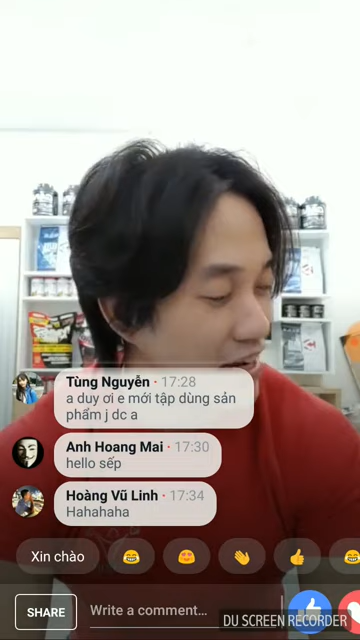 Tùng Nguyễn · 17:28
a duy ơi e mới tập dùng sản
phẩm j dc a
Anh Hoang Mai · 17:30
hello sếp
Hoàng Vũ Linh · 17:34
Hahahaha
Xin chào
SHARE
Write a comment...
DU SCREEN RECORDER